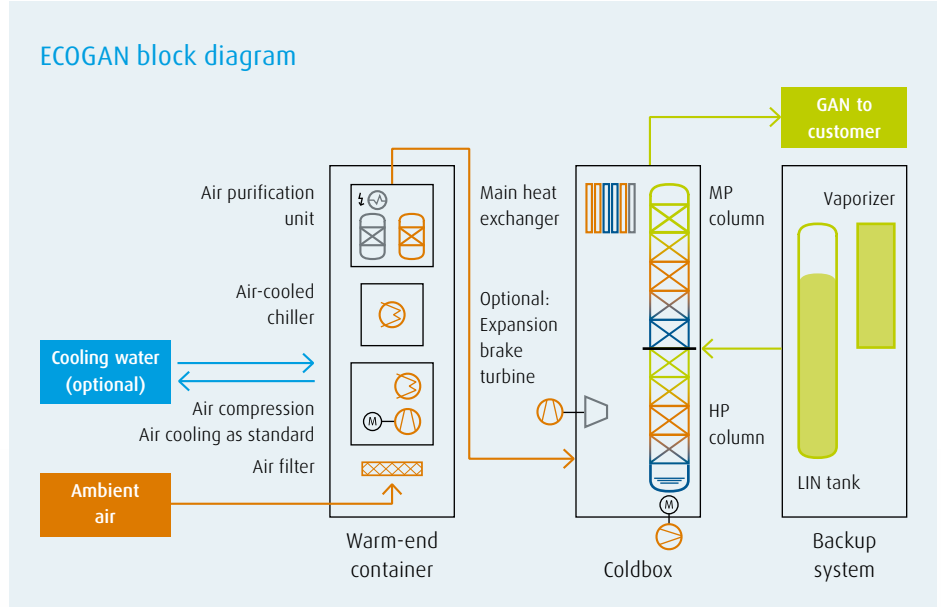 ECOGAN block diagram
GAN to
customer
Air purification
unit
Main heat
exchanger
MP
column
Vaporizer
Air-cooled
chiller
Optional:
Expansion
brake
turbine
Cooling water
(optional)
Air compression
Air cooling as standard
M
HP
column
Air filter
LIN tank
Ambient
air
M
Warm-end
container
Coldbox
Backup
system